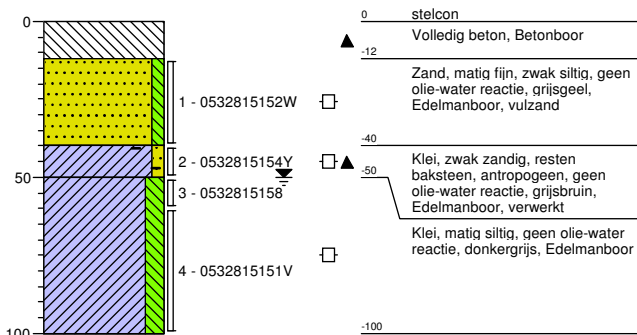 0
50
100
1 - 0532815152W
2 - 0532815154Y
3 - 0532815158
4 - 0532815151V
0
stelcon
Volledig beton, Betonboor
-12
Zand, matig fijn, zwak siltig, geen
olie-water reactie, grijsgeel,
Edelmanboor, vulzand
-40
Klei, zwak zandig, resten
baksteen, antropogeen, geen
olie-water reactie, grijsbruin,
Edelmanboor, verwerkt
-50
Klei, matig siltig, geen olie-water
reactie, donkergrijs, Edelmanboor
-100